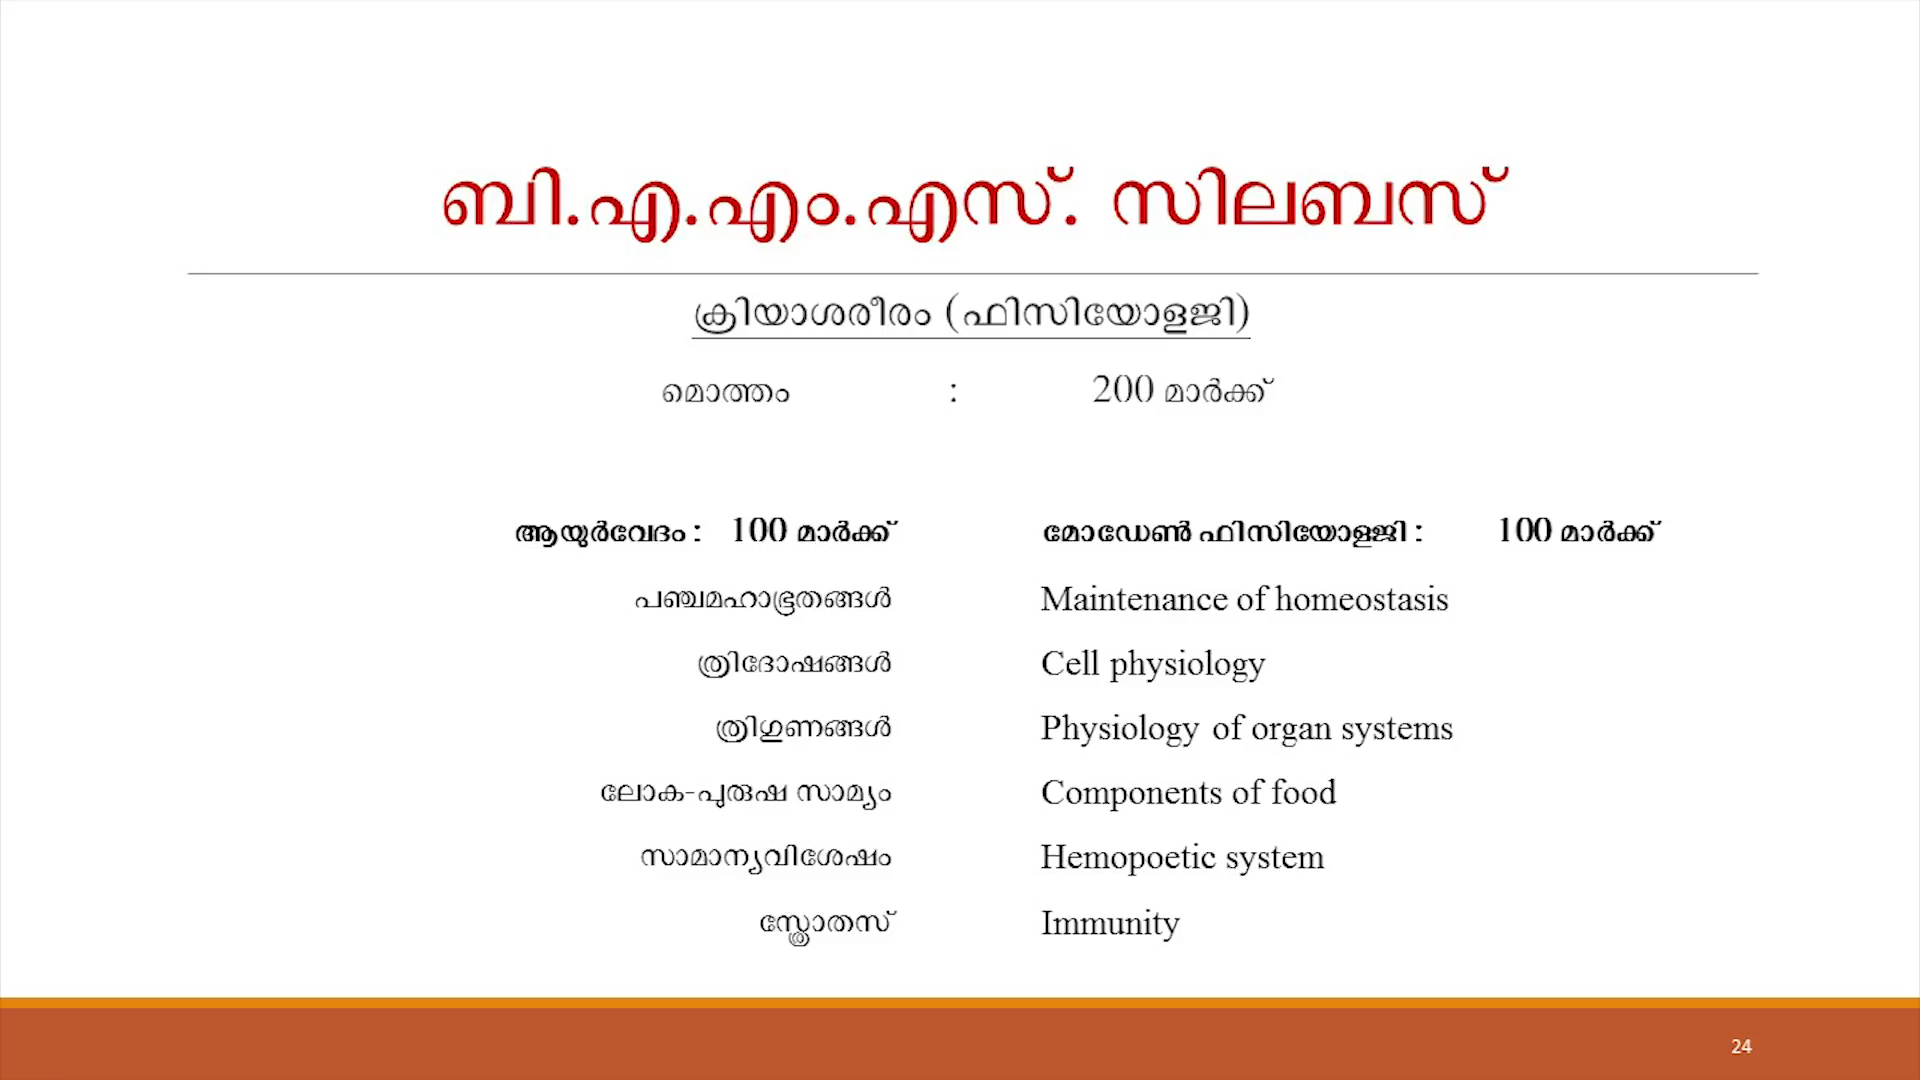 ബി.എ.എം.എസ്. സിലബസ്
ക്രിയാശരീരം (ഫിസിയോളജി)
മൊത്തം : 200 മാർക്ക്
ആയുർവേദം : 100 മാർക്ക് മോഡേൺ ഫിസിയോളജി : 100 മാർക്ക്
പഞ്ചമഹാഭൂതങ്ങൾ Maintenance of homeostasis
ത്രിദോഷങ്ങൾ Cell physiology
ത്രിഗുണങ്ങൾ Physiology of organ systems
ലോക-പുരുഷ സാമ്യം Components of food
സാമാന്യവിശേഷം Hemopoetic system
സ്ത്രോതസ് Immunity
24